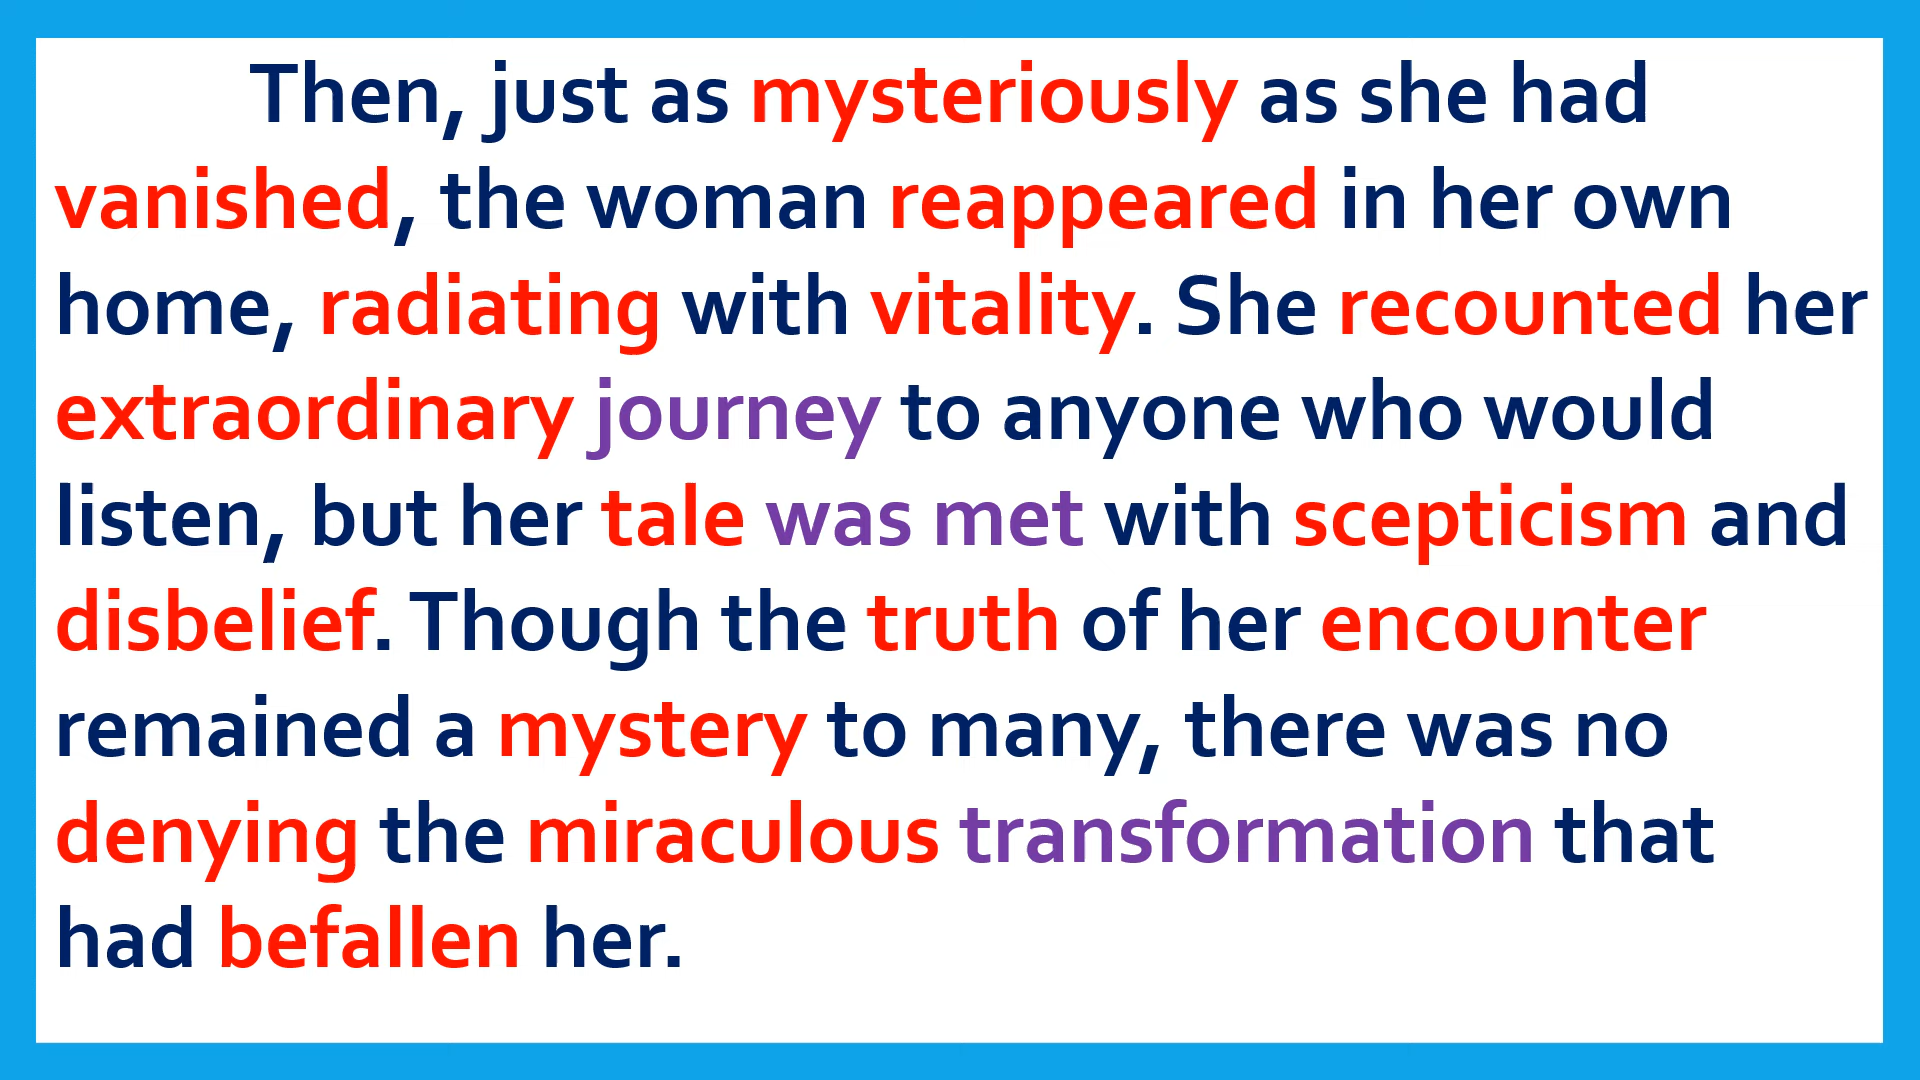 Then, just as mysteriously as she had
vanished, the woman reappeared in her own
home, radiating with vitality. She recounted her
extraordinary journey to anyone who would
listen, but her tale was met with scepticism and
disbelief. Though the truth of her encounter
remained a mystery to many, there was no
denying the miraculous transformation that
had befallen her.